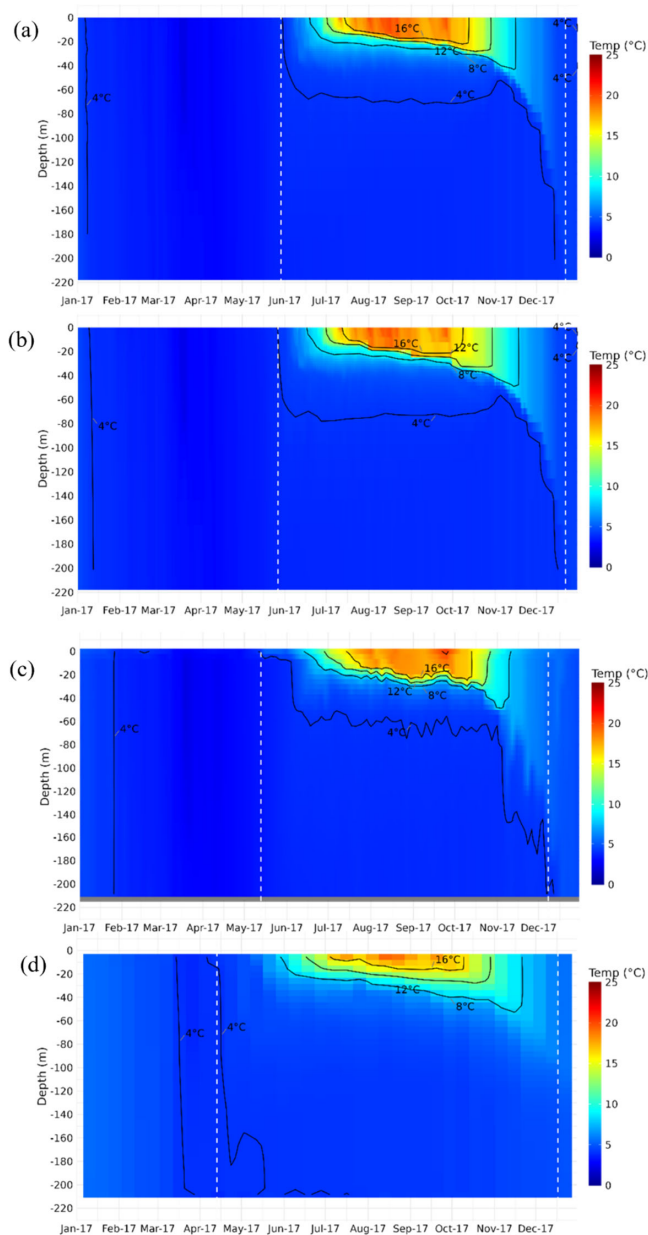 (a)
0
-20
-40
-60
-80
-100
-120
-140
-160
-180
-200
-220
Depth (m)
4°C
16°C
12°C
8°C
4°C
4°C
4°C
Temp (°C)
25
20
15
10
5
0
Jan-17 Feb-17 Mar-17 Apr-17 May-17 Jun-17 Jul-17 Aug-17 Sep-17 Oct-17 Nov-17 Dec-17
(b)
0
-20
-40
-60
-80
-100
-120
-140
-160
-180
-200
-220
Depth (m)
4°C
16°C
12°C
8°C
4°C
4°C
4°C
Temp (°C)
25
20
15
10
5
0
Jan-17 Feb-17 Mar-17 Apr-17 May-17 Jun-17 Jul-17 Aug-17 Sep-17 Oct-17 Nov-17 Dec-17
(c)
0
-20
-40
-60
-80
-100
-120
-140
-160
-180
-200
-220
Depth (m)
4°C
16°C
12°C
8°C
4°C
Temp (°C)
25
20
15
10
5
0
Jan-17 Feb-17 Mar-17 Apr-17 May-17 Jun-17 Jul-17 Aug-17 Sep-17 Oct-17 Nov-17 Dec-17
(d)
0
-20
-40
-60
-80
-100
-120
-140
-160
-180
-200
-220
Depth (m)
4°C
4°C
16°C
12°C
8°C
Temp (°C)
25
20
15
10
5
0
Jan-17 Feb-17 Mar-17 Apr-17 May-17 Jun-17 Jul-17 Aug-17 Sep-17 Oct-17 Nov-17 Dec-17